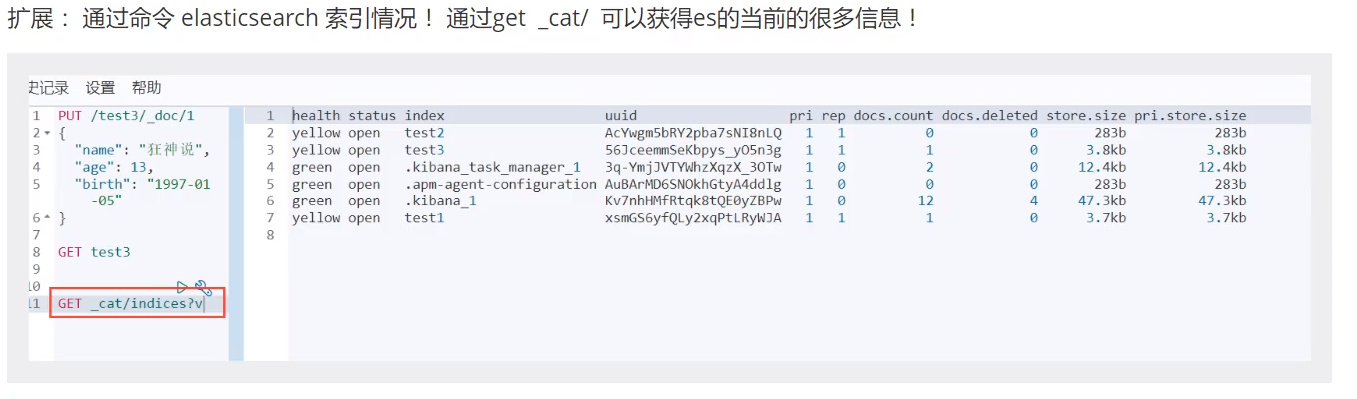 扩展： 通过命令 elasticsearch 索引情况！ 通过get _cat/ 可以获得es的当前的很多信息！
史记录 设置 帮助
1 PUT /test3/_doc/1
2 {
3 "name": "狂神说",
4 "age": 13,
5 "birth": "1997-01
-05"
6 }
7
8 GET test3
9
10
11 GET _cat/indices?v
1 health status index uuid pri rep docs.count docs.deleted store.size pri.store.size
2 yellow open test2 AcYwgm5bRY2pba7sNI8nLQ 1 1 0 0 283b 283b
3 yellow open test3 56JceemmSeKbpys_yO5n3g 1 1 1 0 3.8kb 3.8kb
4 green open .kibana_task_manager_1 3q-YmjJVTYWhzXqzX_3OTw 1 0 2 0 12.4kb 12.4kb
5 green open .apm-agent-configuration AuBArMD6SNOkhGtyA4ddlg 1 0 0 0 283b 283b
6 green open .kibana_1 Kv7nhHMfRtqk8tQE0yZBPw 1 0 12 4 47.3kb 47.3kb
7 yellow open test1 xsmGS6yfQLy2xqPtLRyWJA 1 1 1 0 3.7kb 3.7kb
8